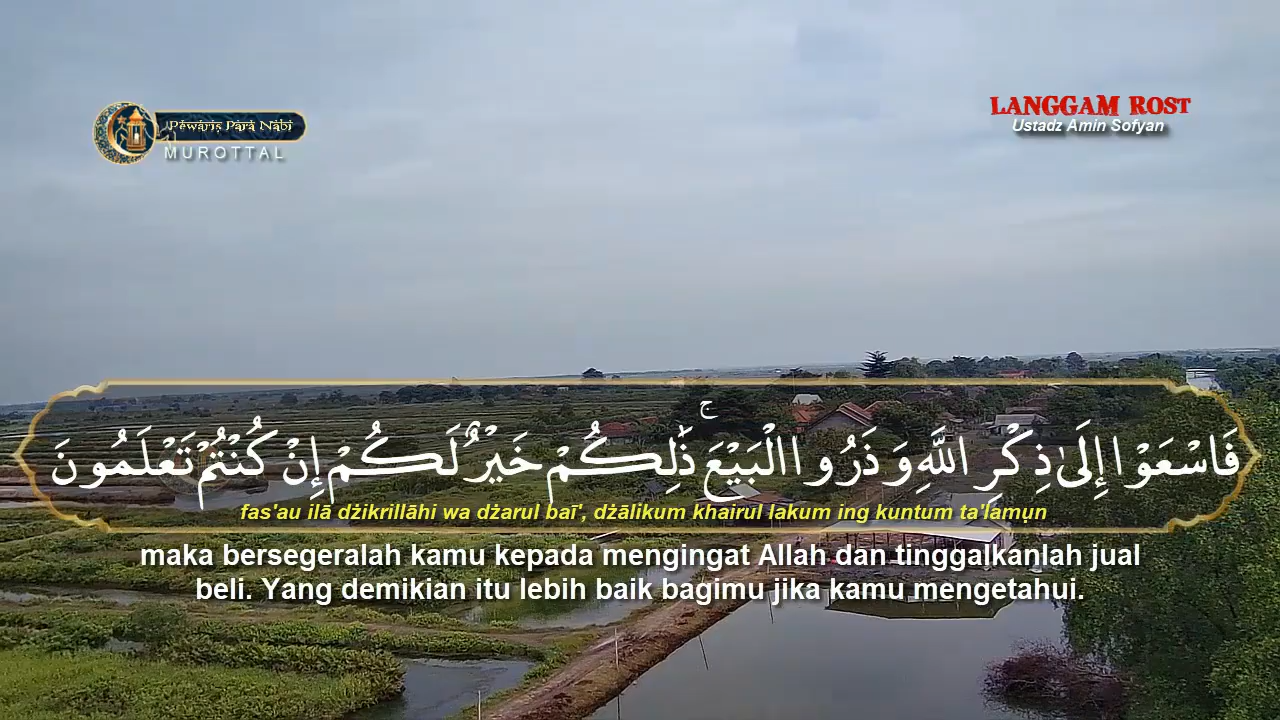 Pewaris Para Nabi
MUROTTAL
LANGGAM ROST
Ustadz Amin Sofyan
فَاسْعَوْا إِلَىٰ ذِكْرِ اللَّهِ وَ ذَرُوا الْبَيْعَ ۚ ذَٰلِكُمْ خَيْرٌ لَكُمْ إِنْ كُنْتُمْ تَعْلَمُونَ
fas'au ilā dżikrillāhi wa dżarul baī', dżālikum khairul lakum ing kuntum ta'lamụn
maka bersegeralah kamu kepada mengingat Allah dan tinggalkanlah jual
beli. Yang demikian itu lebih baik bagimu jika kamu mengetahui.